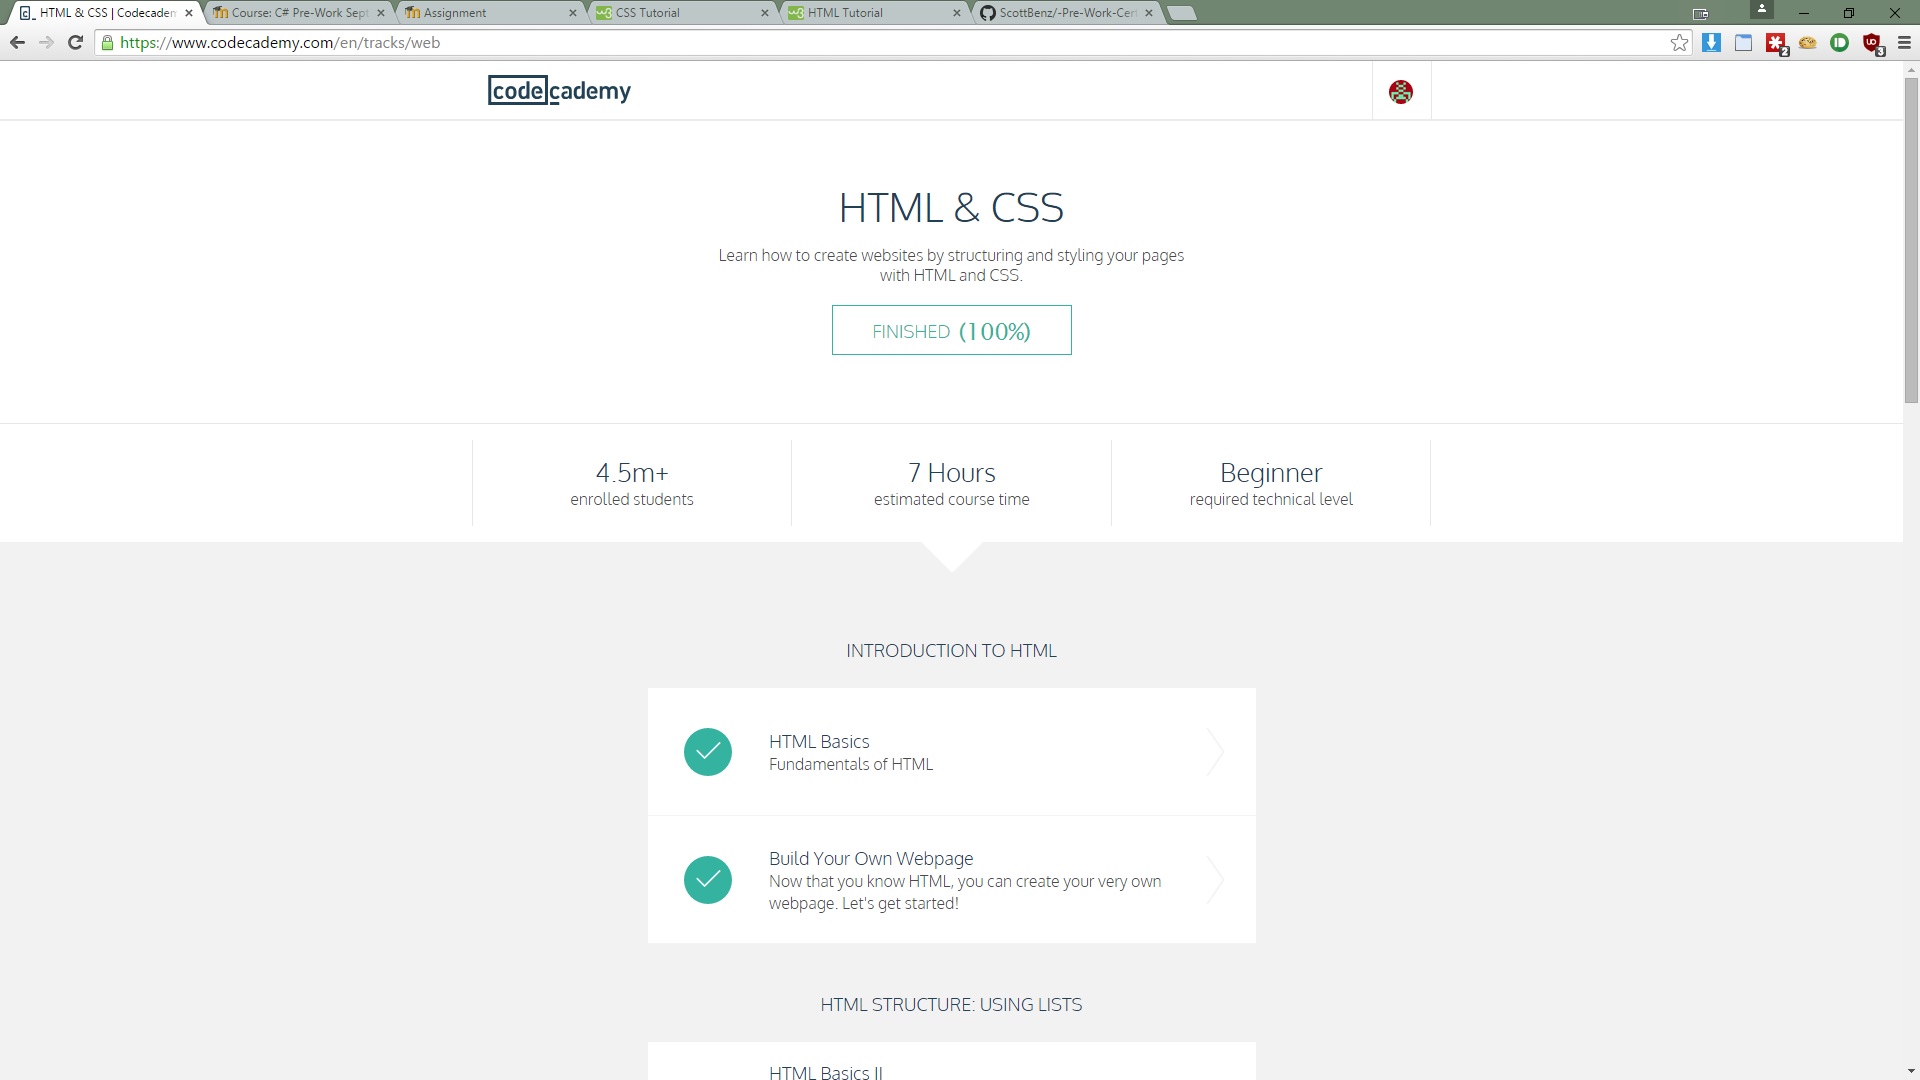 HTML & CSS | Codecadem
Course: C# Pre-Work Sept
Assignment
CSS Tutorial
HTML Tutorial
ScottBenz/-Pre-Work-Cert
https://www.codecademy.com/en/tracks/web
2
3
codecademy
HTML & CSS
Learn how to create websites by structuring and styling your pages
with HTML and CSS.
FINISHED (100%)
4.5m+
enrolled students
7 Hours
estimated course time
Beginner
required technical level
INTRODUCTION TO HTML
HTML Basics
Fundamentals of HTML
Build Your Own Webpage
Now that you know HTML, you can create your very own
webpage. Let's get started!
HTML STRUCTURE: USING LISTS
HTML Basics II